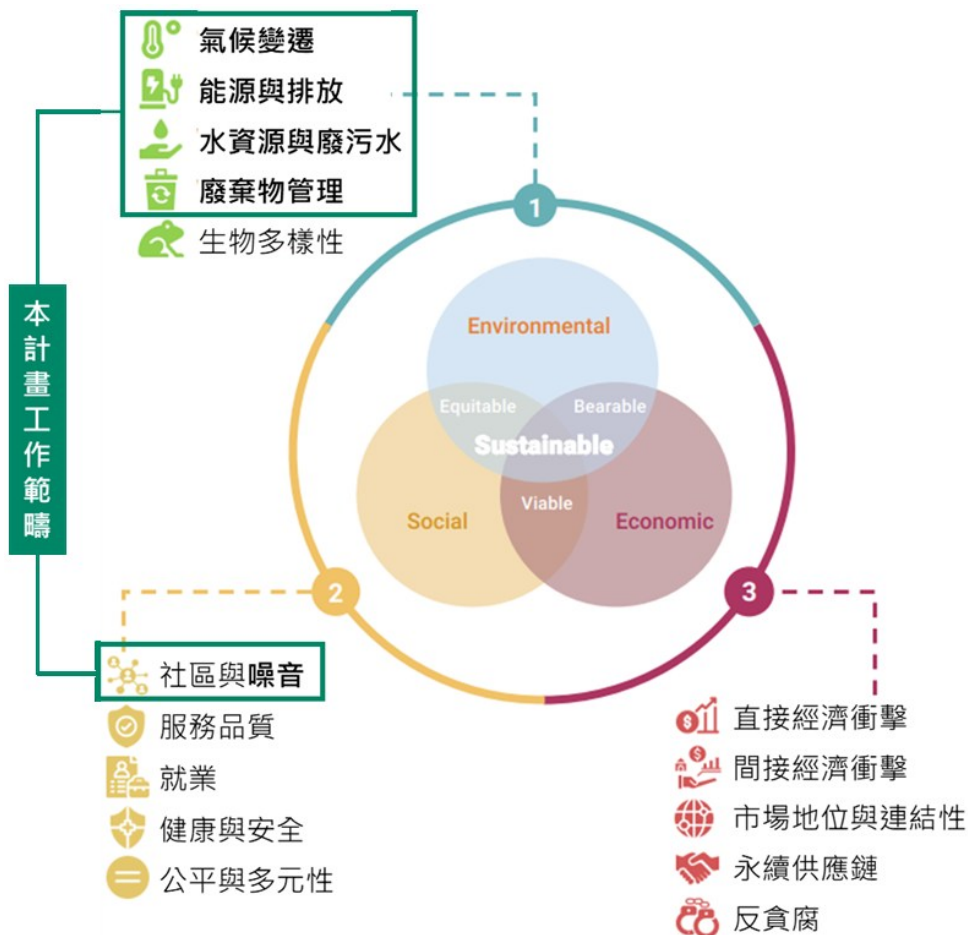 氣候變遷
能源與排放
水資源與廢污水
廢棄物管理
生物多樣性
1
本計畫工作範疇
Environmental
Equitable
Bearable
Sustainable
Social
Viable
Economic
2
3
社區與噪音
服務品質
就業
健康與安全
公平與多元性
直接經濟衝擊
間接經濟衝擊
市場地位與連結性
永續供應鏈
反貪腐